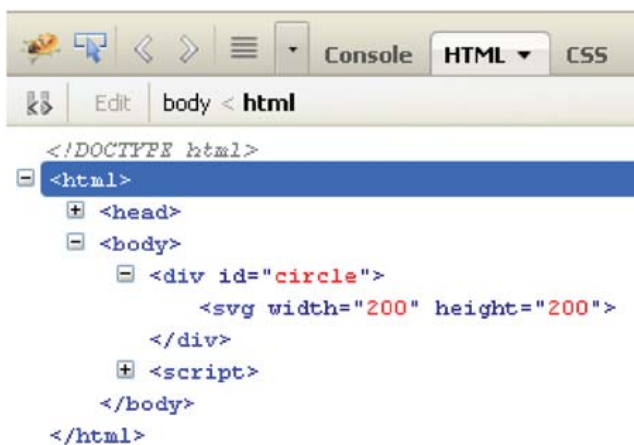 Console HTML CSS
Edit body < html
<!DOCTYPE html>
<html>
<head>
<body>
<div id="circle">
<svg width="200" height="200">
</div>
<script>
</body>
</html>